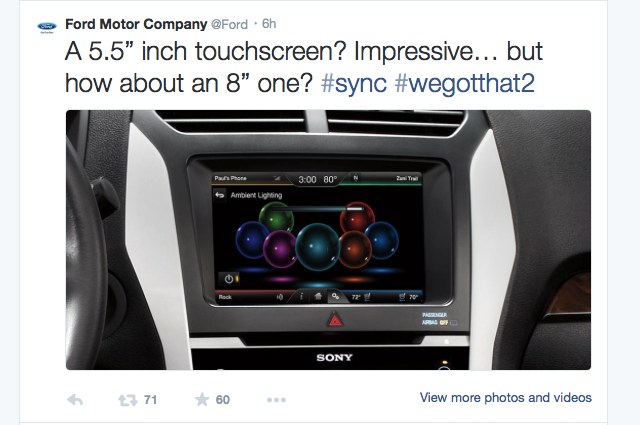 Ford Motor Company @Ford · 6h
A 5.5” inch touchscreen? Impressive… but
how about an 8” one? #sync #wegotthat2
Paul's Phone 3:00 80° N Zuni Trail
Ambient Lighting
Rock 72° 70°
PASSENGER
AIRBAG OFF
SONY
71 60 View more photos and videos